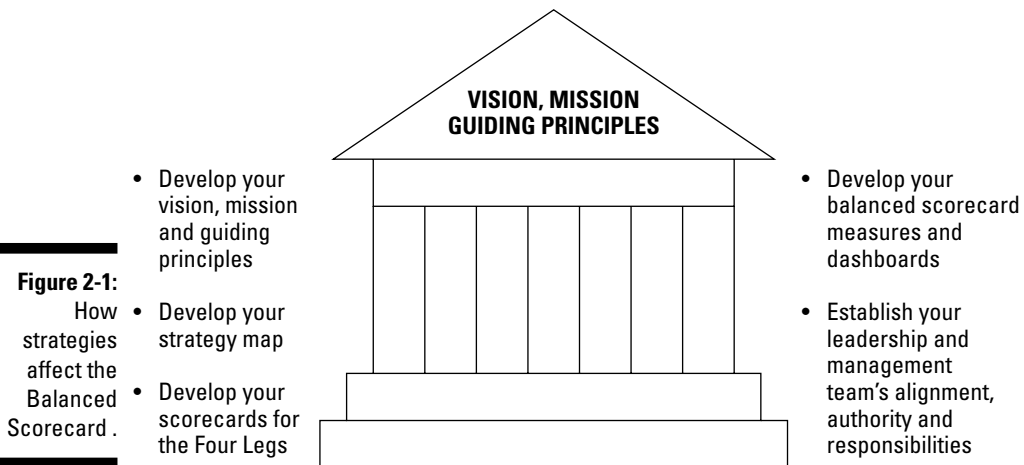 VISION, MISSION
GUIDING PRINCIPLES
• Develop your
vision, mission
and guiding
principles
• Develop your
strategy map
• Develop your
scorecards for
the Four Legs
• Develop your
balanced scorecard
measures and
dashboards
• Establish your
leadership and
management
team’s alignment,
authority and
responsibilities
Figure 2-1:
How
strategies
affect the
Balanced
Scorecard .